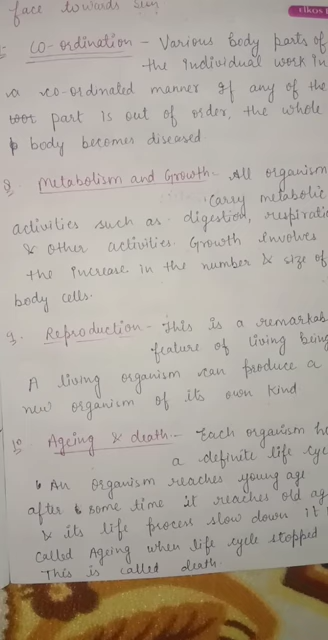 face towards
elkos
CO-ordination - Various body parts of
the individual work in
a co-ordinated manner If any of the
part is out of order, the whole
body becomes diseased.
8. Metabolism and Growth - All organism
carry metabolic
activities such as digestion, respirati
& other activities. Growth involves
the increase in the number & size of
body cells.
9. Reproduction - This is a remarkab
feature of living being
A living organism can produce a
new organism of its own kind
10. Ageing & death. - Each organism ha
a definite life cyc
An organism reaches young age
after some time it reaches old ag
& its life process slow down It
called Ageing when life cycle stopped
This is called death.